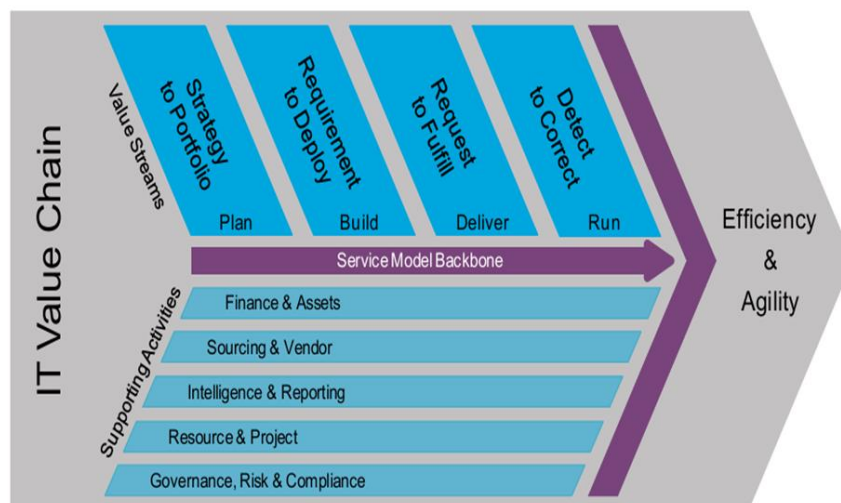 IT Value Chain
Value Streams
Strategy
to Portfolio
Plan
Requirement
to Deploy
Build
Request
to Fulfill
Deliver
Detect
to Correct
Run
Service Model Backbone
Supporting Activities
Finance & Assets
Sourcing & Vendor
Intelligence & Reporting
Resource & Project
Governance, Risk & Compliance
Efficiency
&
Agility